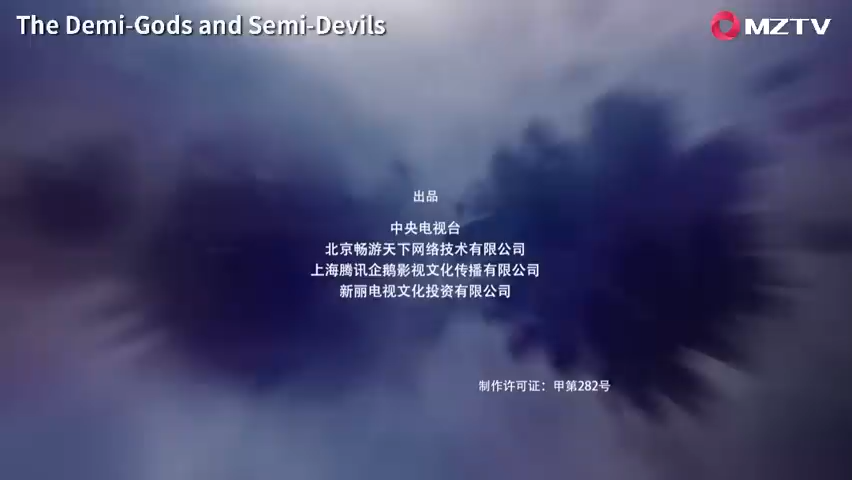 The Demi-Gods and Semi-Devils
MZTV
出品
中央电视台
北京畅游天下网络技术有限公司
上海腾讯企鹅影视文化传播有限公司
新丽电视文化投资有限公司
制作许可证：甲第282号